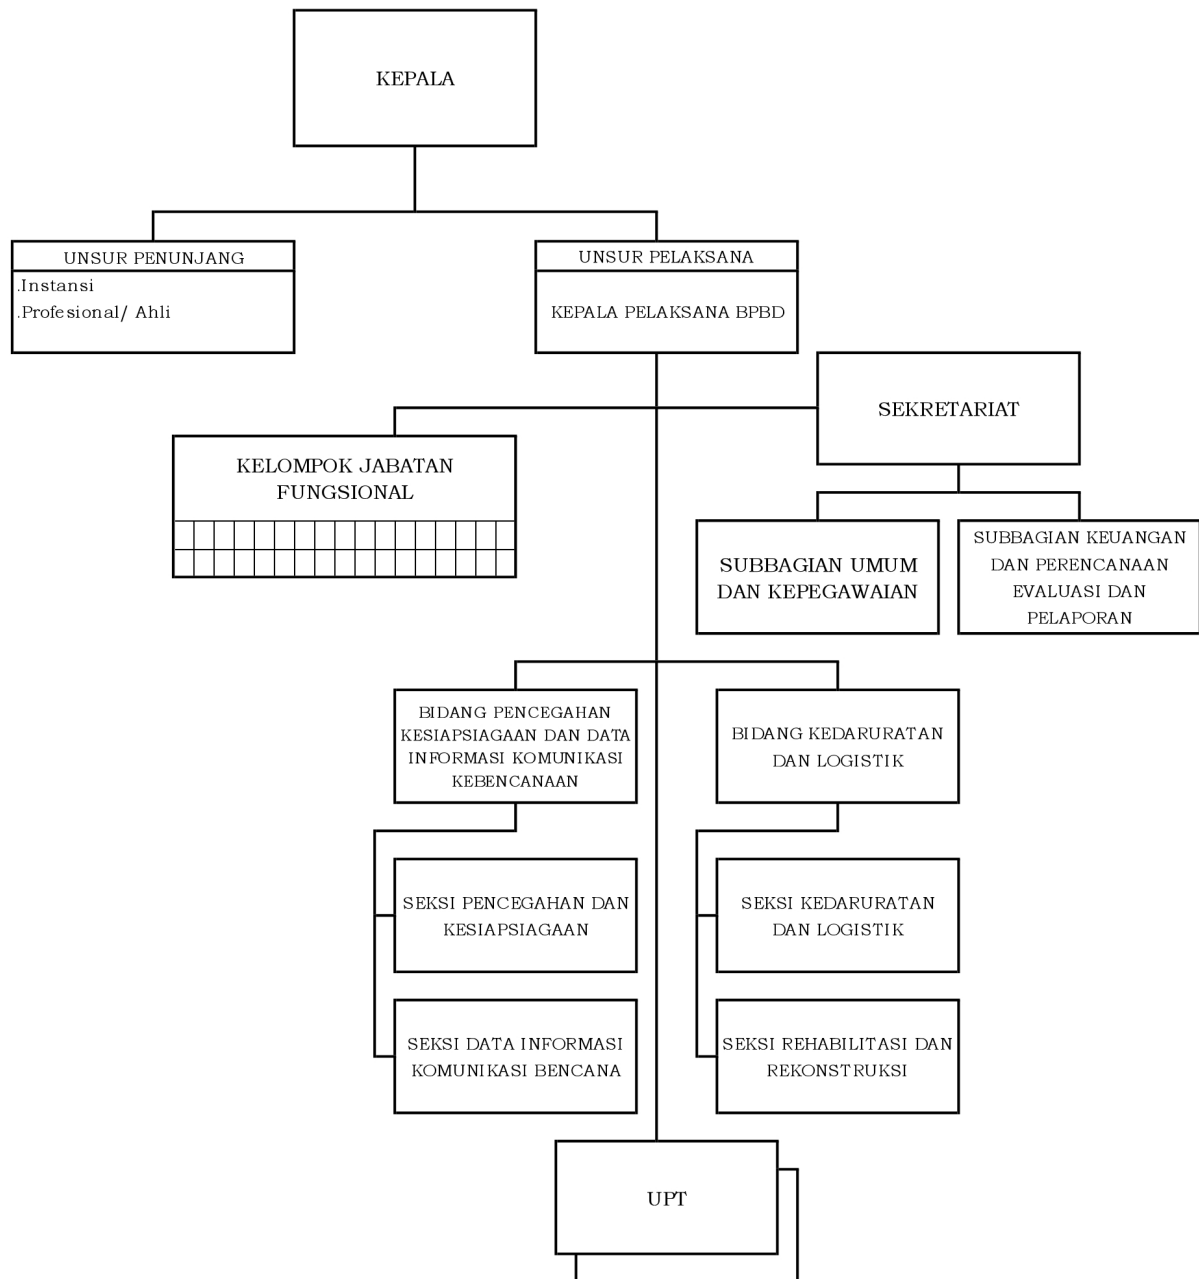 KEPALA
UNSUR PENUNJANG
.Instansi
.Profesional/ Ahli
UNSUR PELAKSANA
KEPALA PELAKSANA BPBD
SEKRETARIAT
KELOMPOK JABATAN
FUNGSIONAL
SUBBAGIAN UMUM
DAN KEPEGAWAIAN
SUBBAGIAN KEUANGAN
DAN PERENCANAAN
EVALUASI DAN
PELAPORAN
BIDANG PENCEGAHAN
KESIAPSIAGAAN DAN DATA
INFORMASI KOMUNIKASI
KEBENCANAAN
BIDANG KEDARURATAN
DAN LOGISTIK
SEKSI PENCEGAHAN DAN
KESIAPSIAGAAN
SEKSI KEDARURATAN
DAN LOGISTIK
SEKSI DATA INFORMASI
KOMUNIKASI BENCANA
SEKSI REHABILITASI DAN
REKONSTRUKSI
UPT